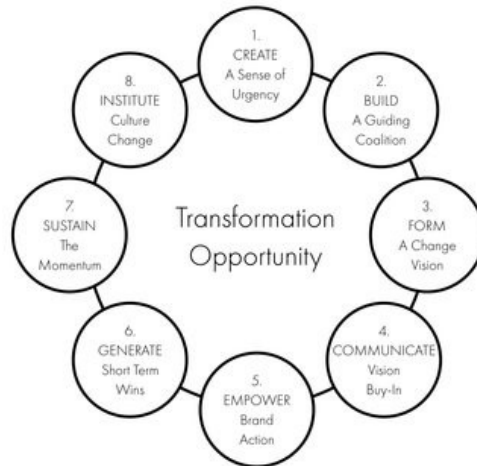 1.
CREATE
A Sense of
Urgency
2.
BUILD
A Guiding
Coalition
3.
FORM
A Change
Vision
4.
COMMUNICATE
Vision
Buy-In
5.
EMPOWER
Brand
Action
6.
GENERATE
Short Term
Wins
7.
SUSTAIN
The
Momentum
8.
INSTITUTE
Culture
Change
Transformation
Opportunity